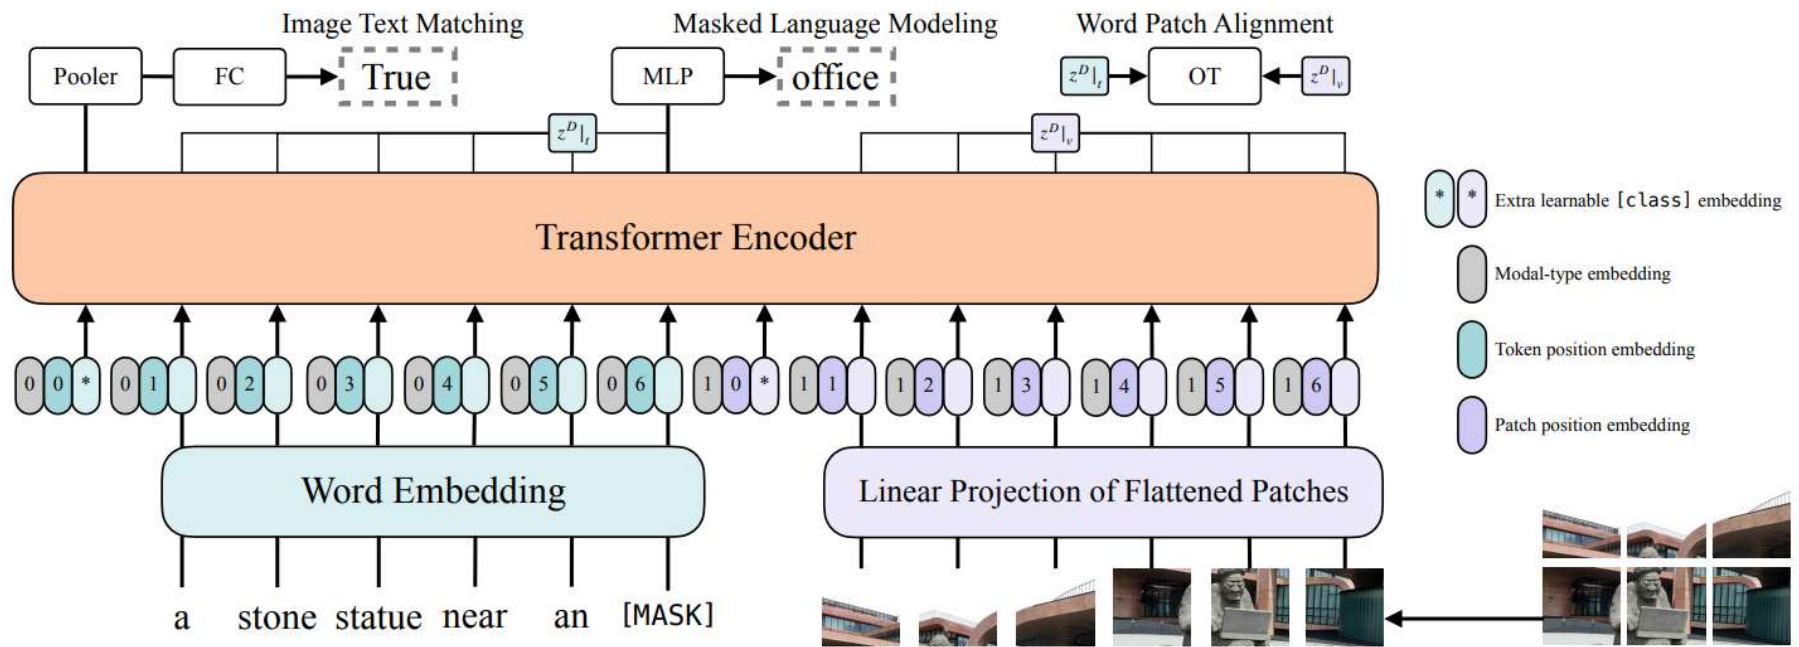 Image Text Matching
Masked Language Modeling
Word Patch Alignment
Pooler
FC
True
MLP
office
z^D|_t
OT
z^D|_v
z^D|_t
z^D|_v
Transformer Encoder
* * Extra learnable [class] embedding
Modal-type embedding
Token position embedding
Patch position embedding
0 0 * 0 1 0 2 0 3 0 4 0 5 0 6 1 0 * 1 1 1 2 1 3 1 4 1 5 1 6
Word Embedding
Linear Projection of Flattened Patches
a stone statue near an [MASK]